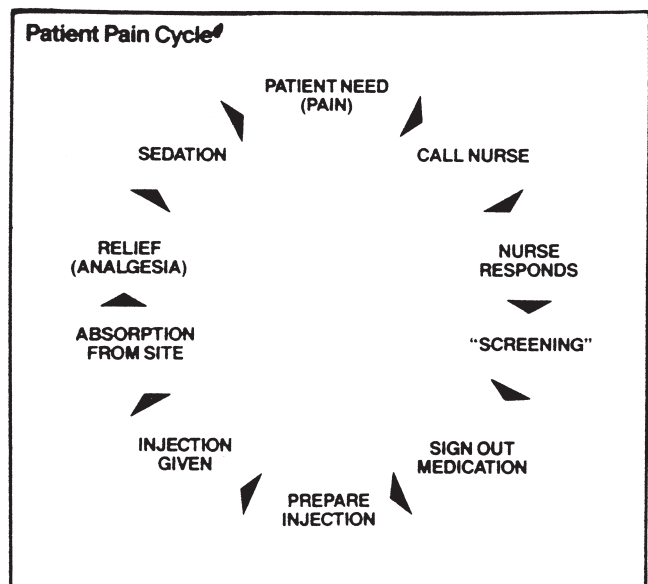 Patient Pain Cycle
PATIENT NEED
(PAIN)
CALL NURSE
NURSE
RESPONDS
“SCREENING”
SIGN OUT
MEDICATION
PREPARE
INJECTION
INJECTION
GIVEN
ABSORPTION
FROM SITE
RELIEF
(ANALGESIA)
SEDATION